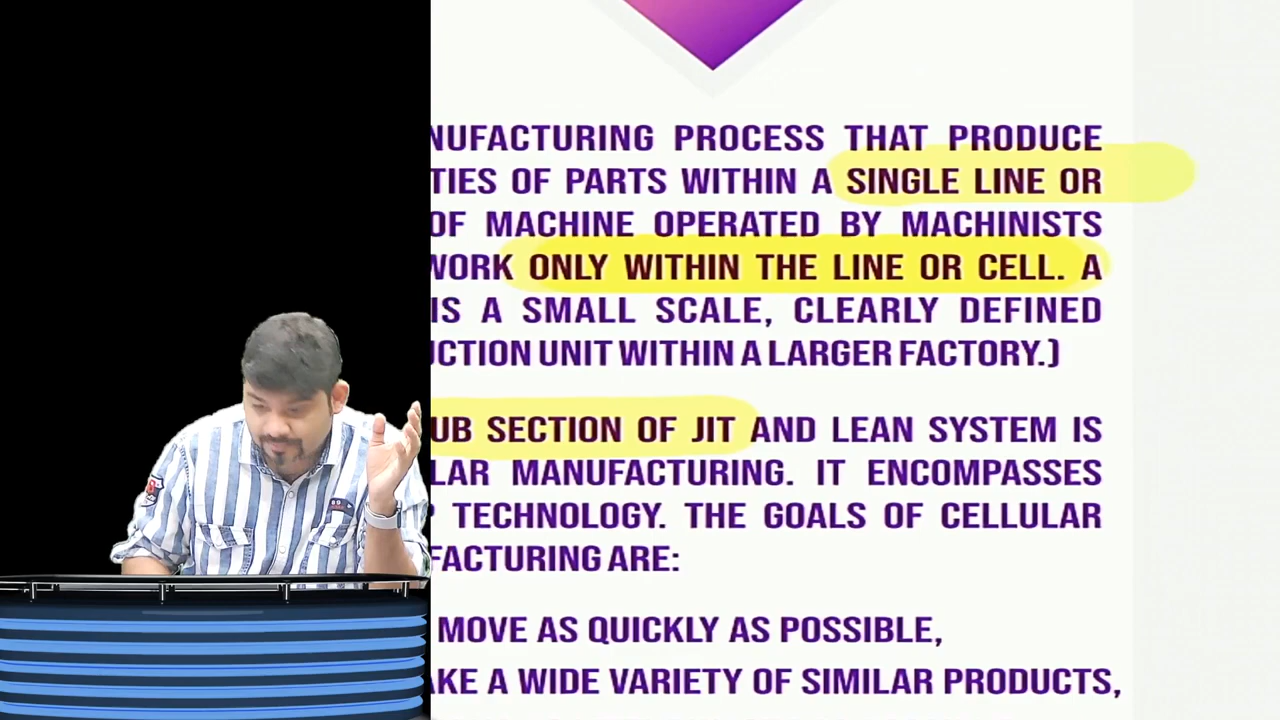 NUFACTURING PROCESS THAT PRODUCE
TIES OF PARTS WITHIN A SINGLE LINE OR
OF MACHINE OPERATED BY MACHINISTS
WORK ONLY WITHIN THE LINE OR CELL. A
IS A SMALL SCALE, CLEARLY DEFINED
UCTION UNIT WITHIN A LARGER FACTORY.)
UB SECTION OF JIT AND LEAN SYSTEM IS
LAR MANUFACTURING. IT ENCOMPASSES
TECHNOLOGY. THE GOALS OF CELLULAR
FACTURING ARE:
MOVE AS QUICKLY AS POSSIBLE,
AKE A WIDE VARIETY OF SIMILAR PRODUCTS,